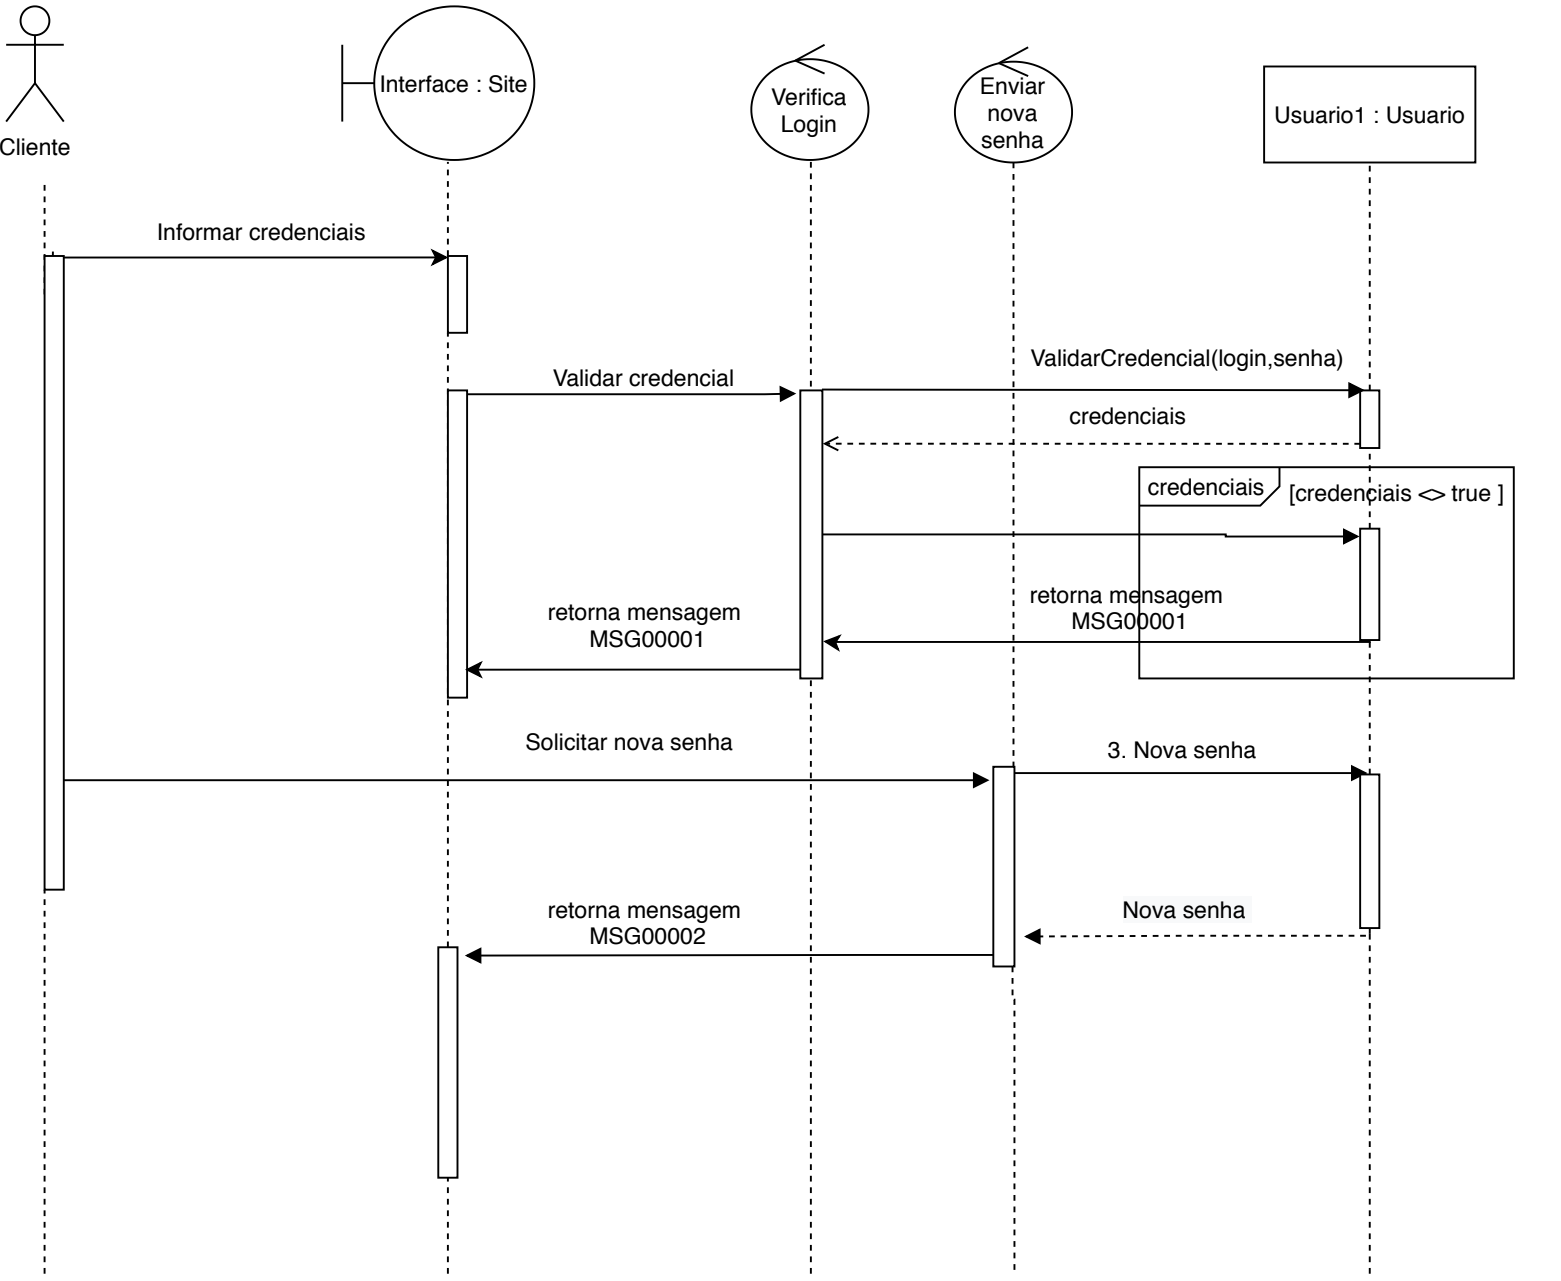 Cliente
Interface : Site
Verifica
Login
Enviar
nova
senha
Usuario1 : Usuario
Informar credenciais
Validar credencial
ValidarCredencial(login,senha)
credenciais
credenciais
[credenciais <> true ]
retorna mensagem
MSG00001
retorna mensagem
MSG00001
Solicitar nova senha
3. Nova senha
retorna mensagem
MSG00002
Nova senha